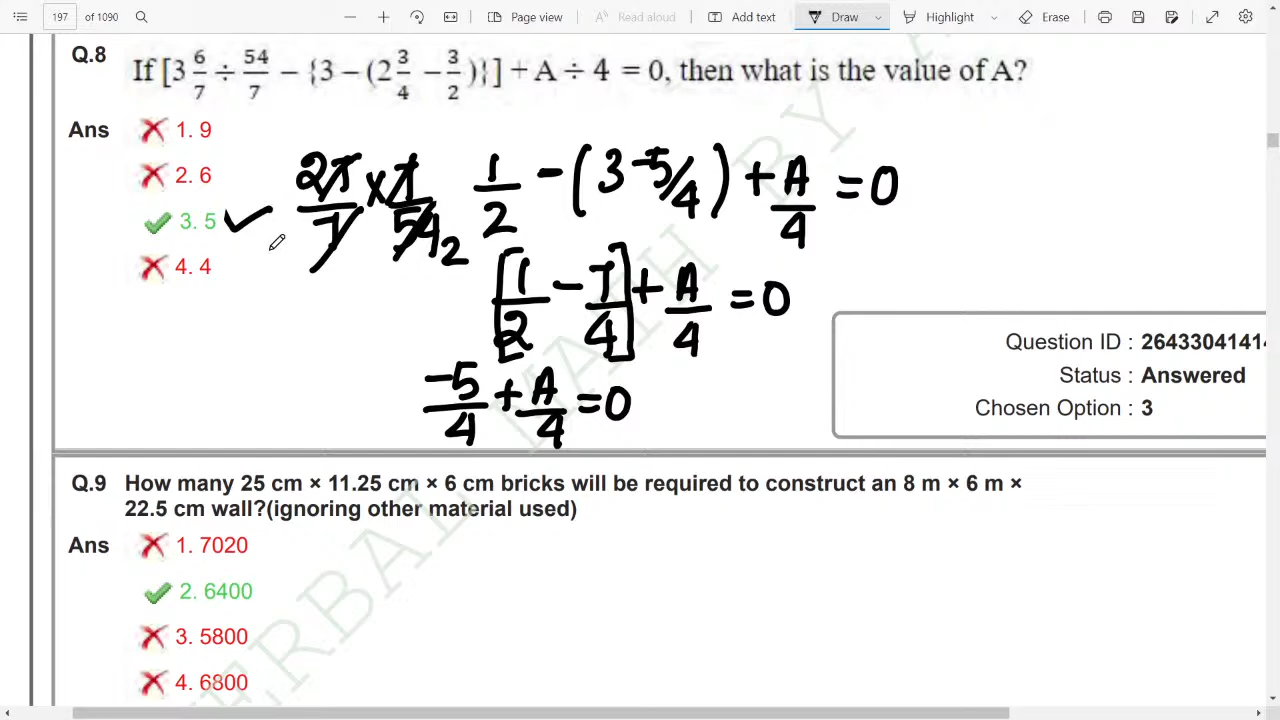 197 of 1090 Page view Read aloud Add text Draw Highlight Erase
Q.8 If [3 6/7 ÷ 54/7 − {3 − (2 3/4 − 3/2)}] + A ÷ 4 = 0, then what is the value of A?
Ans 1. 9
2. 6
3. 5
4. 4
27/7 × 7/54 2 1/2 - (3 - 5/4) + A/4 = 0
[1/2 - 7/4] + A/4 = 0
-5/4 + A/4 = 0
Question ID : 2643304141
Status : Answered
Chosen Option : 3
Q.9 How many 25 cm × 11.25 cm × 6 cm bricks will be required to construct an 8 m × 6 m ×
22.5 cm wall?(ignoring other material used)
Ans 1. 7020
2. 6400
3. 5800
4. 6800